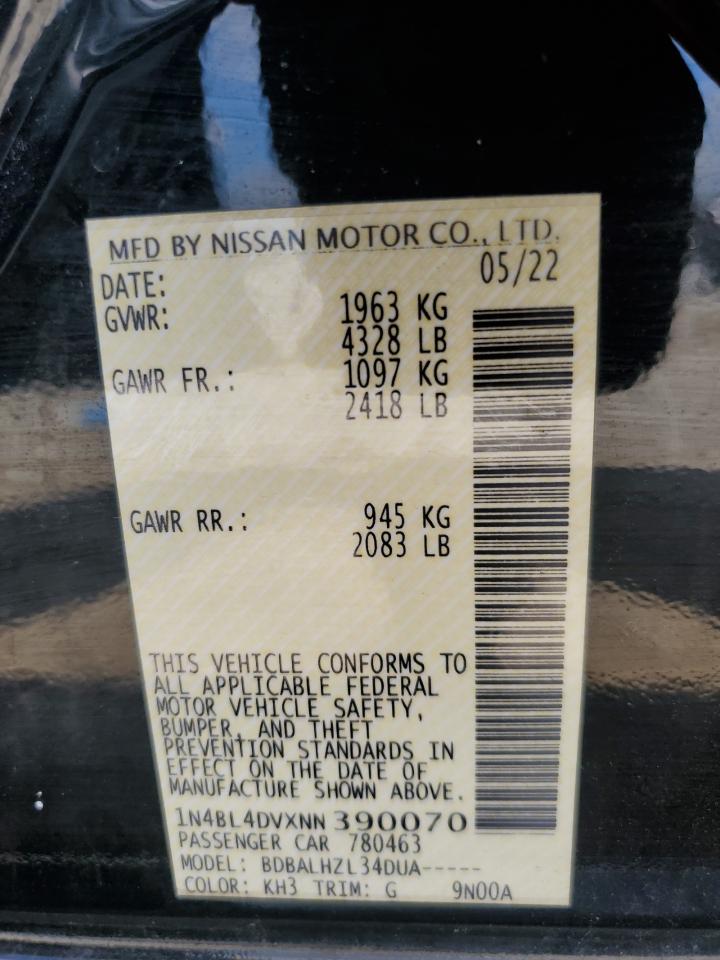 MFD BY NISSAN MOTOR CO., LTD.
DATE: 05/22
GVWR: 1963 KG
4328 LB
GAWR FR.: 1097 KG
2418 LB
GAWR RR.: 945 KG
2083 LB
THIS VEHICLE CONFORMS TO
ALL APPLICABLE FEDERAL
MOTOR VEHICLE SAFETY,
BUMPER, AND THEFT
PREVENTION STANDARDS IN
EFFECT ON THE DATE OF
MANUFACTURE SHOWN ABOVE.
1N4BL4DVXNN390070
PASSENGER CAR 780463
MODEL: BDBALHZL34DUA-----
COLOR: KH3 TRIM: G 9N00A